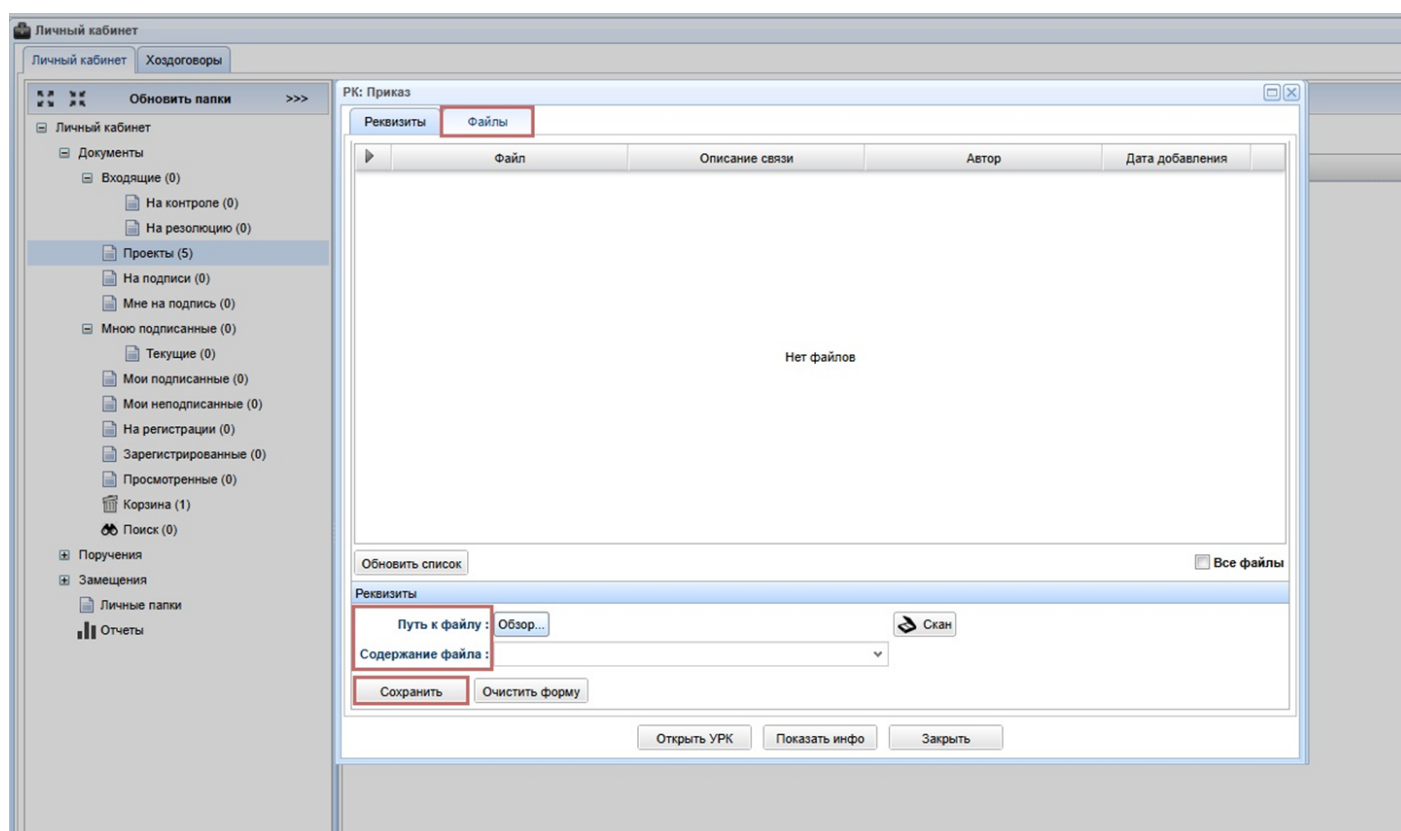 Личный кабинет
Личный кабинет Хоздоговоры
Обновить папки >>>
Личный кабинет
Документы
Входящие (0)
На контроле (0)
На резолюцию (0)
Проекты (5)
На подписи (0)
Мне на подпись (0)
Мною подписанные (0)
Текущие (0)
Мои подписанные (0)
Мои неподписанные (0)
На регистрации (0)
Зарегистрированные (0)
Просмотренные (0)
Корзина (1)
Поиск (0)
Поручения
Замещения
Личные папки
Отчеты
РК: Приказ
Реквизиты Файлы
Файл Описание связи Автор Дата добавления
Нет файлов
Обновить список Все файлы
Реквизиты
Путь к файлу : Обзор... Скан
Содержание файла :
Сохранить Очистить форму
Открыть УРК Показать инфо Закрыть